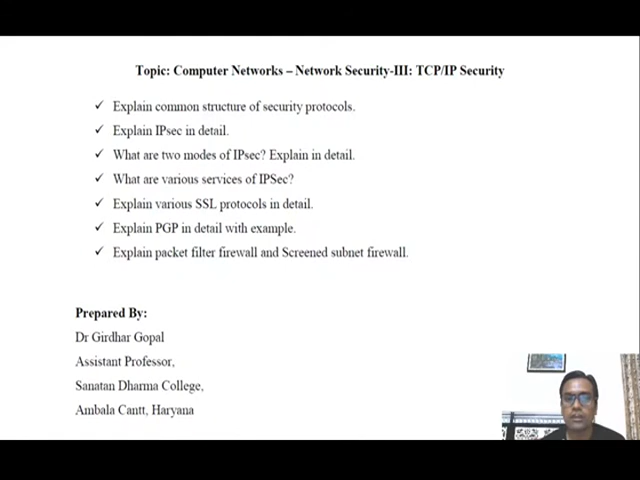 Topic: Computer Networks – Network Security-III: TCP/IP Security
✓ Explain common structure of security protocols.
✓ Explain IPsec in detail.
✓ What are two modes of IPsec? Explain in detail.
✓ What are various services of IPSec?
✓ Explain various SSL protocols in detail.
✓ Explain PGP in detail with example.
✓ Explain packet filter firewall and Screened subnet firewall.
Prepared By:
Dr Girdhar Gopal
Assistant Professor,
Sanatan Dharma College,
Ambala Cantt, Haryana